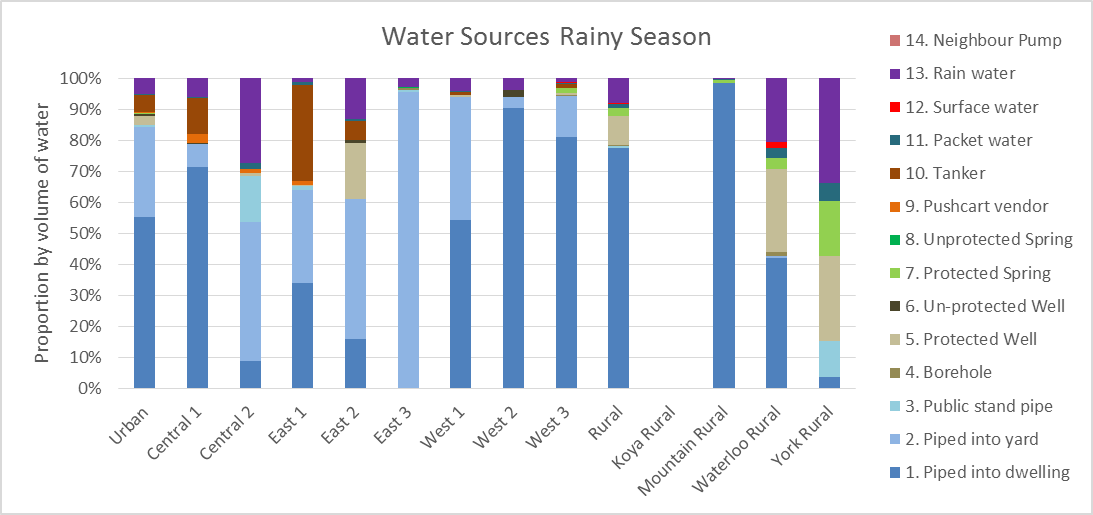 Water Sources Rainy Season
Proportion by volume of water
100%
90%
80%
70%
60%
50%
40%
30%
20%
10%
0%
Urban
Central 1
Central 2
East 1
East 2
East 3
West 1
West 2
West 3
Rural
Koya Rural
Mountain Rural
Waterloo Rural
York Rural
14. Neighbour Pump
13. Rain water
12. Surface water
11. Packet water
10. Tanker
9. Pushcart vendor
8. Unprotected Spring
7. Protected Spring
6. Un-protected Well
5. Protected Well
4. Borehole
3. Public stand pipe
2. Piped into yard
1. Piped into dwelling